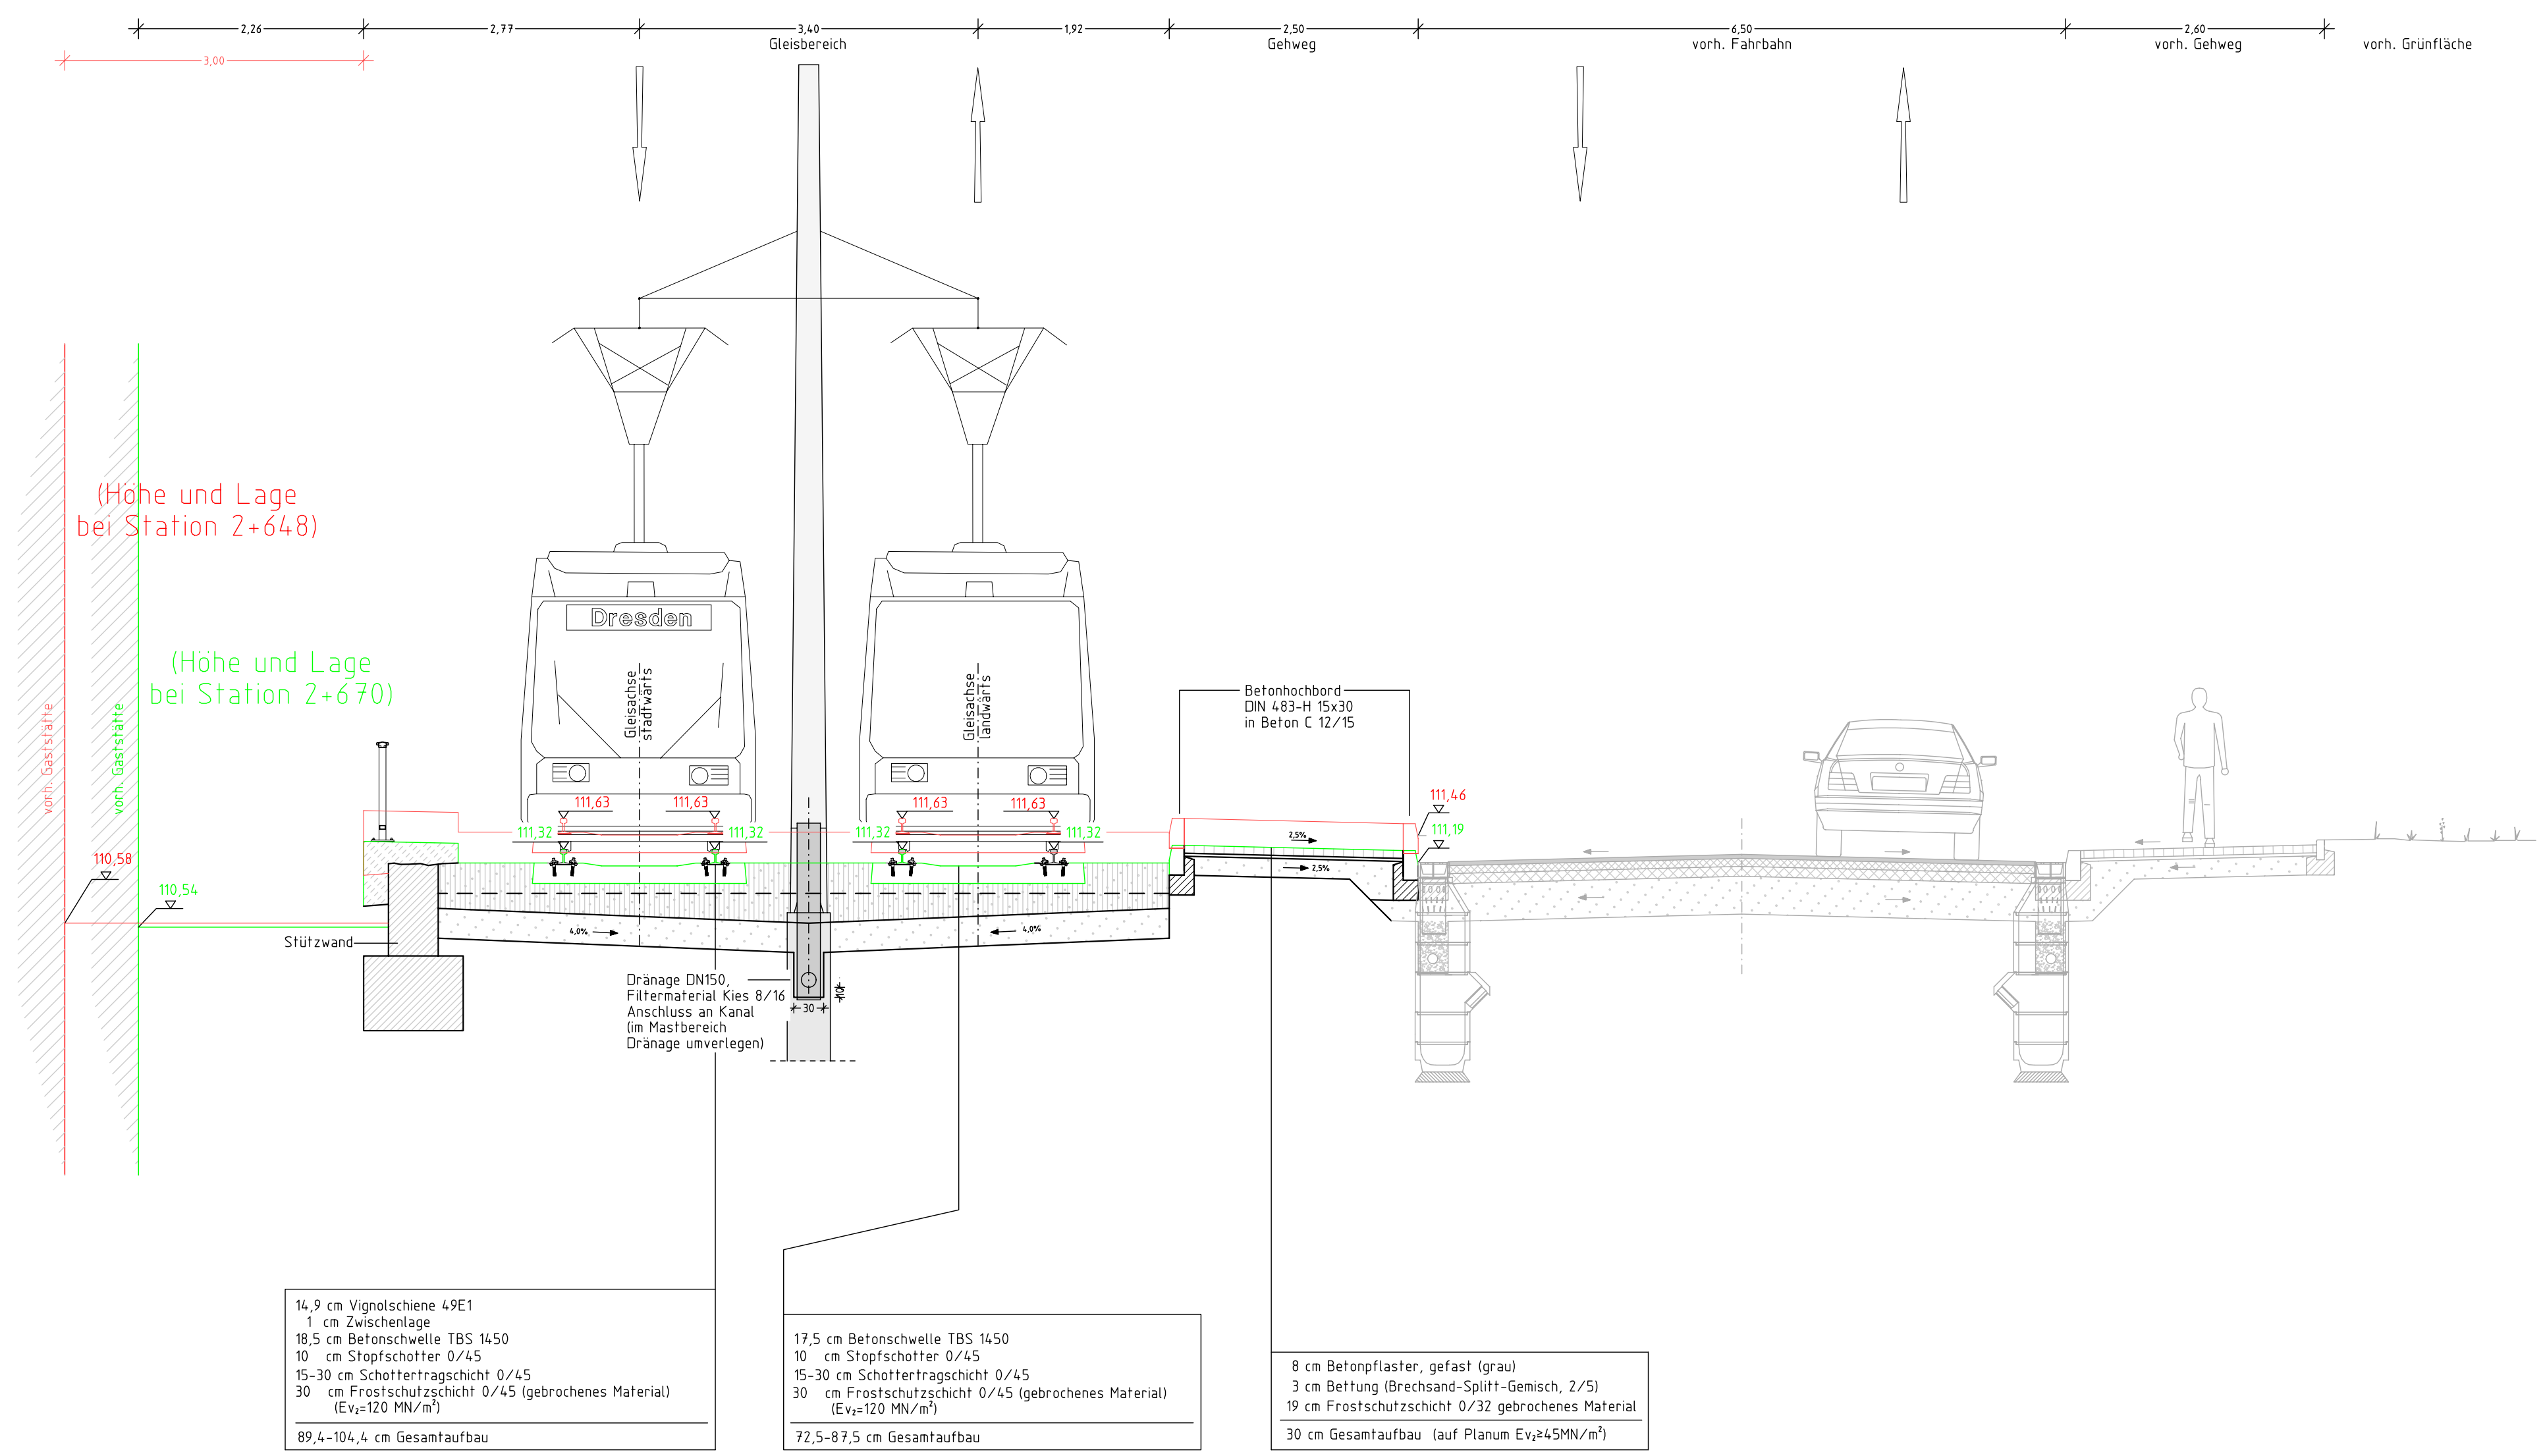 2,26
2,77
3,40
1,92
2,50
6,50
2,60
Gleisbereich
Gehweg
vorh. Fahrbahn
vorh. Gehweg
vorh. Grünfläche
3,00
(Höhe und Lage
bei Station 2+648)
(Höhe und Lage
bei Station 2+670)
vorh. Gaststätte
vorh. Gaststätte
Dresden
Gleisachse
stadtwärts
Gleisachse
landwärts
Betonhochbord
DIN 483-H 15x30
in Beton C 12/15
111,63
111,63
111,63
111,63
111,46
111,32
111,32
111,32
111,32
111,19
2,5%
2,5%
110,58
110,54
4,0%
4,0%
Stützwand
Dränage DN150,
Filtermaterial Kies 8/16
Anschluss an Kanal
(im Mastbereich
Dränage umverlegen)
30
10
14,9 cm Vignolschiene 49E1
1 cm Zwischenlage
18,5 cm Betonschwelle TBS 1450
10 cm Stopfschotter 0/45
15-30 cm Schottertragschicht 0/45
30 cm Frostschutzschicht 0/45 (gebrochenes Material)
(Ev₂=120 MN/m²)
89,4-104,4 cm Gesamtaufbau
17,5 cm Betonschwelle TBS 1450
10 cm Stopfschotter 0/45
15-30 cm Schottertragschicht 0/45
30 cm Frostschutzschicht 0/45 (gebrochenes Material)
(Ev₂=120 MN/m²)
72,5-87,5 cm Gesamtaufbau
8 cm Betonpflaster, gefast (grau)
3 cm Bettung (Brechsand-Splitt-Gemisch, 2/5)
19 cm Frostschutzschicht 0/32 gebrochenes Material
30 cm Gesamtaufbau (auf Planum Ev₂≥45MN/m²)